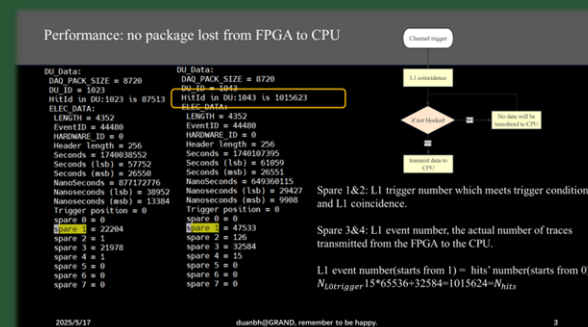 Performance: no package lost from FPGA to CPU
DU_Data:
DAQ_PACK_SIZE = 8720
DU_ID = 1023
HitId in DU:1023 is 87513
ELEC_DATA:
LENGTH = 4352
EventID = 44480
HARDWARE_ID = 0
Header length = 256
Seconds = 1740038552
Seconds (lsb) = 57752
Seconds (msb) = 26550
NanoSeconds = 877172776
Nanoseconds (lsb) = 38952
Nanoseconds (msb) = 13384
Trigger position = 0
spare 0 = 0
spare 1 = 22204
spare 2 = 1
spare 3 = 21978
spare 4 = 1
spare 5 = 0
spare 6 = 0
spare 7 = 0
DU_Data:
DAQ_PACK_SIZE = 8720
DU_ID = 1043
HitId in DU:1043 is 1015623
ELEC_DATA:
LENGTH = 4352
EventID = 44480
HARDWARE_ID = 0
Header length = 256
Seconds = 1740107395
Seconds (lsb) = 61059
Seconds (msb) = 26551
NanoSeconds = 649360115
Nanoseconds (lsb) = 29427
Nanoseconds (msb) = 9908
Trigger position = 0
spare 0 = 0
spare 1 = 47533
spare 2 = 126
spare 3 = 32584
spare 4 = 15
spare 5 = 0
spare 6 = 0
spare 7 = 0
Channel trigger
L1 coincidence
if not blocked
No data will be
transfered to CPU
transmit data to
CPU
Spare 1&2: L1 trigger number which meets trigger condition
and L1 coincidence.
Spare 3&4: L1 event number, the actual number of traces
transmitted from the FPGA to the CPU.
L1 event number(starts from 1) = hits' number(starts from 0)
N_L0trigger 15*65536+32584=1015624=N_hits
2025/5/17
duanbh@GRAND, remember to be happy.
3